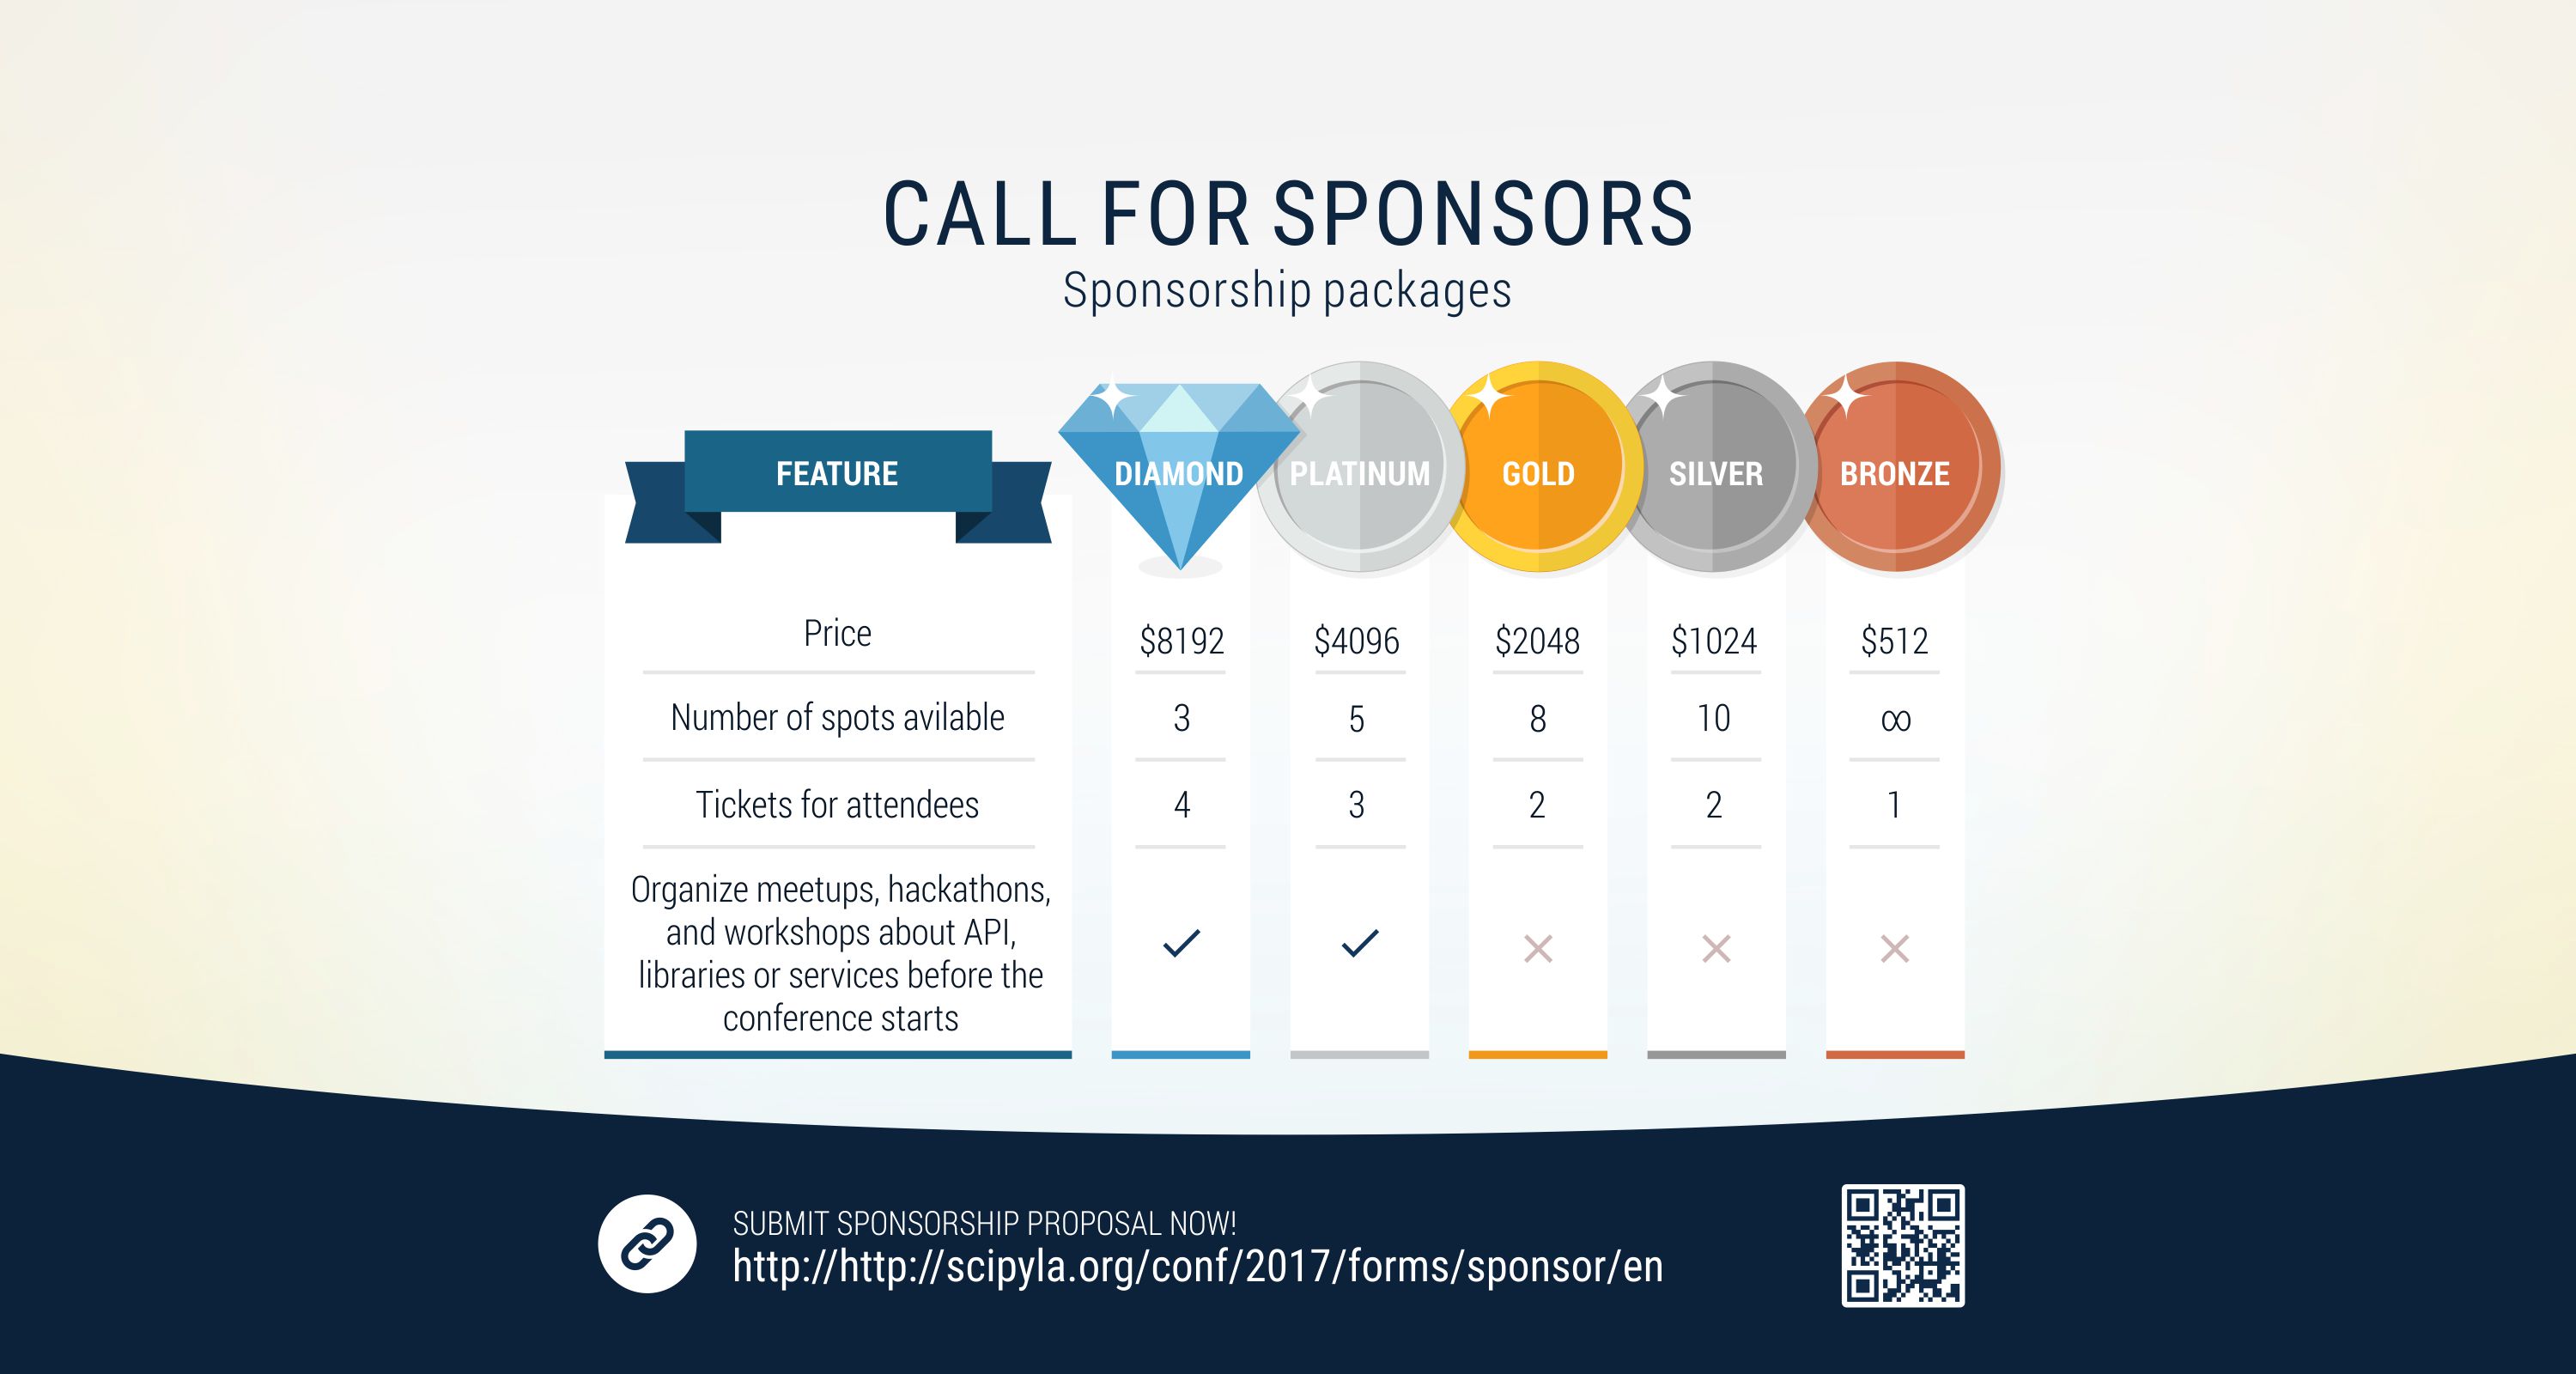 CALL FOR SPONSORS
Sponsorship packages
FEATURE DIAMOND PLATINUM GOLD SILVER BRONZE
Price $8192 $4096 $2048 $1024 $512
Number of spots avilable 3 5 8 10 ∞
Tickets for attendees 4 3 2 2 1
Organize meetups, hackathons,
and workshops about API,
libraries or services before the
conference starts
SUBMIT SPONSORSHIP PROPOSAL NOW!
http://http://scipyla.org/conf/2017/forms/sponsor/en